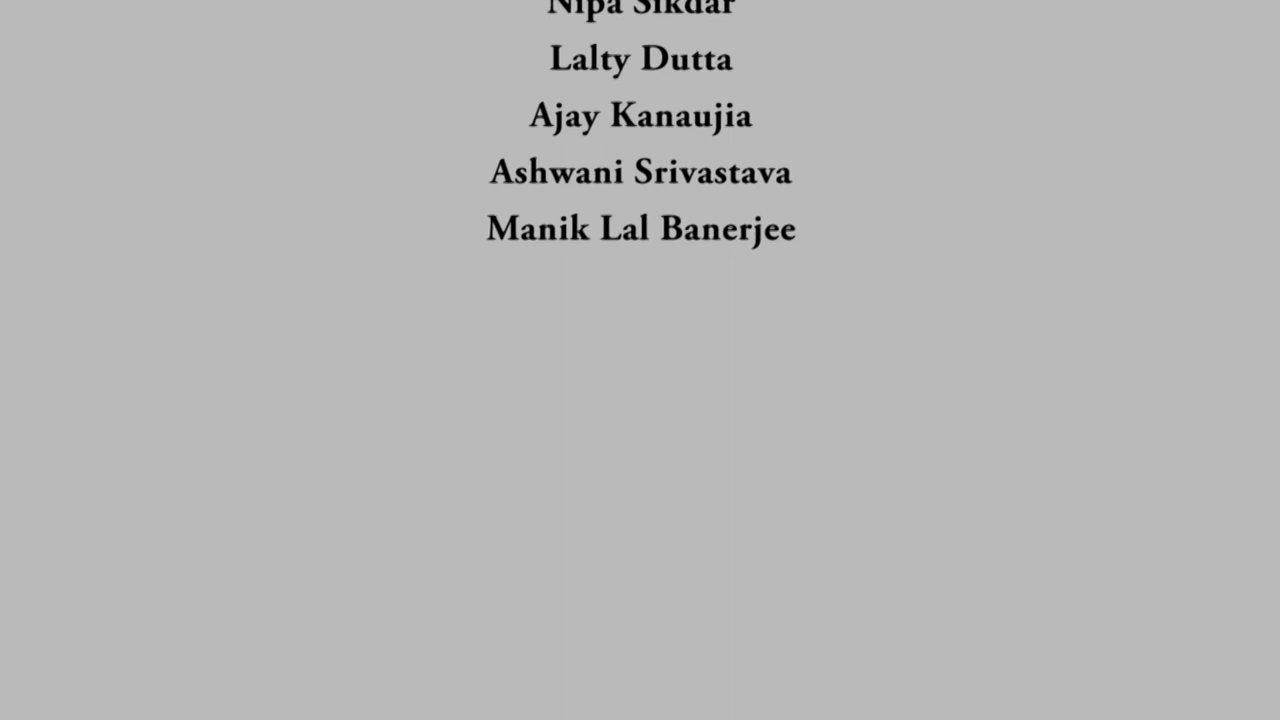 Nipa Sikdar
Lalty Dutta
Ajay Kanaujia
Ashwani Srivastava
Manik Lal Banerjee